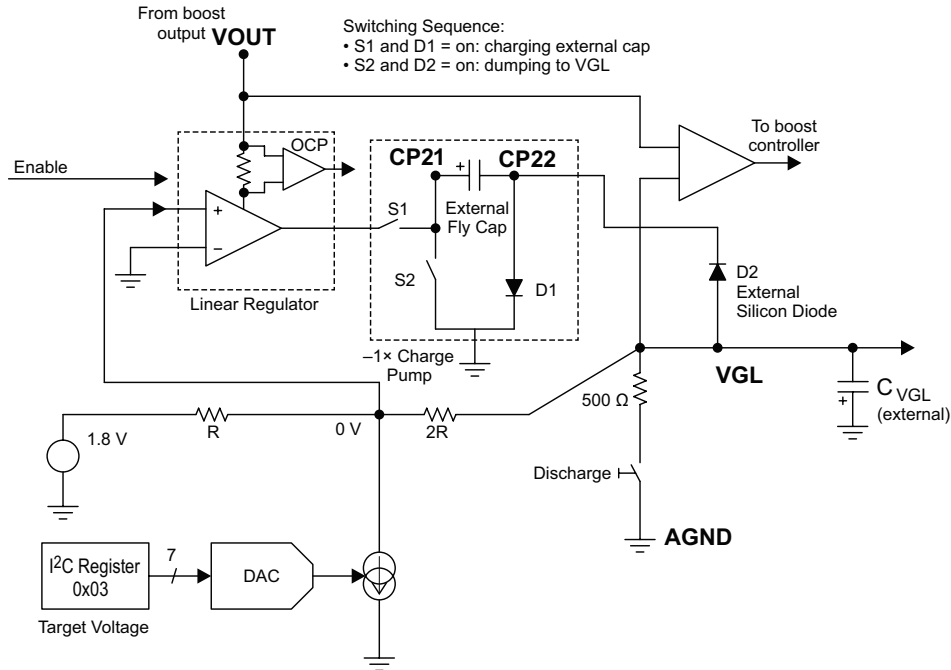 From boost
output VOUT
Switching Sequence:
• S1 and D1 = on: charging external cap
• S2 and D2 = on: dumping to VGL
Enable
OCP
CP21
CP22
To boost
controller
+
External
Fly Cap
S1
S2
D1
+
–
Linear Regulator
–1× Charge
Pump
D2
External
Silicon Diode
VGL
500 Ω
C VGL
(external)
+
R
0 V
2R
1.8 V
Discharge
AGND
I2C Register
0x03
7
DAC
Target Voltage